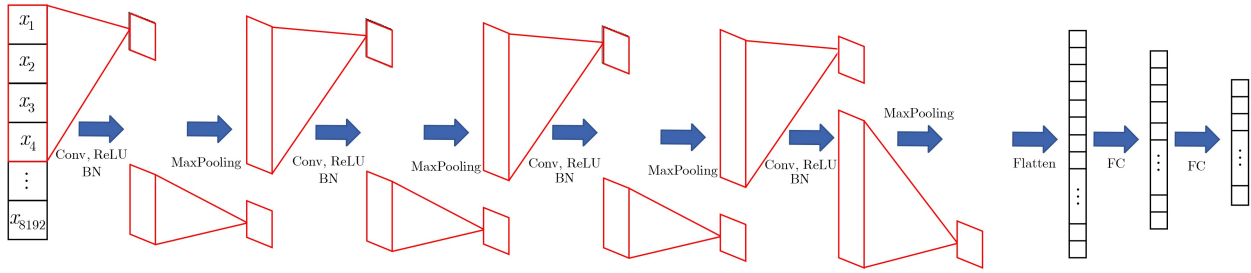 x1
x2
x3
x4
⋮
x8192
Conv, ReLU
BN
MaxPooling
Conv, ReLU
BN
MaxPooling
Conv, ReLU
BN
MaxPooling
Conv, ReLU
BN
MaxPooling
Flatten
⋮
FC
⋮
FC
⋮